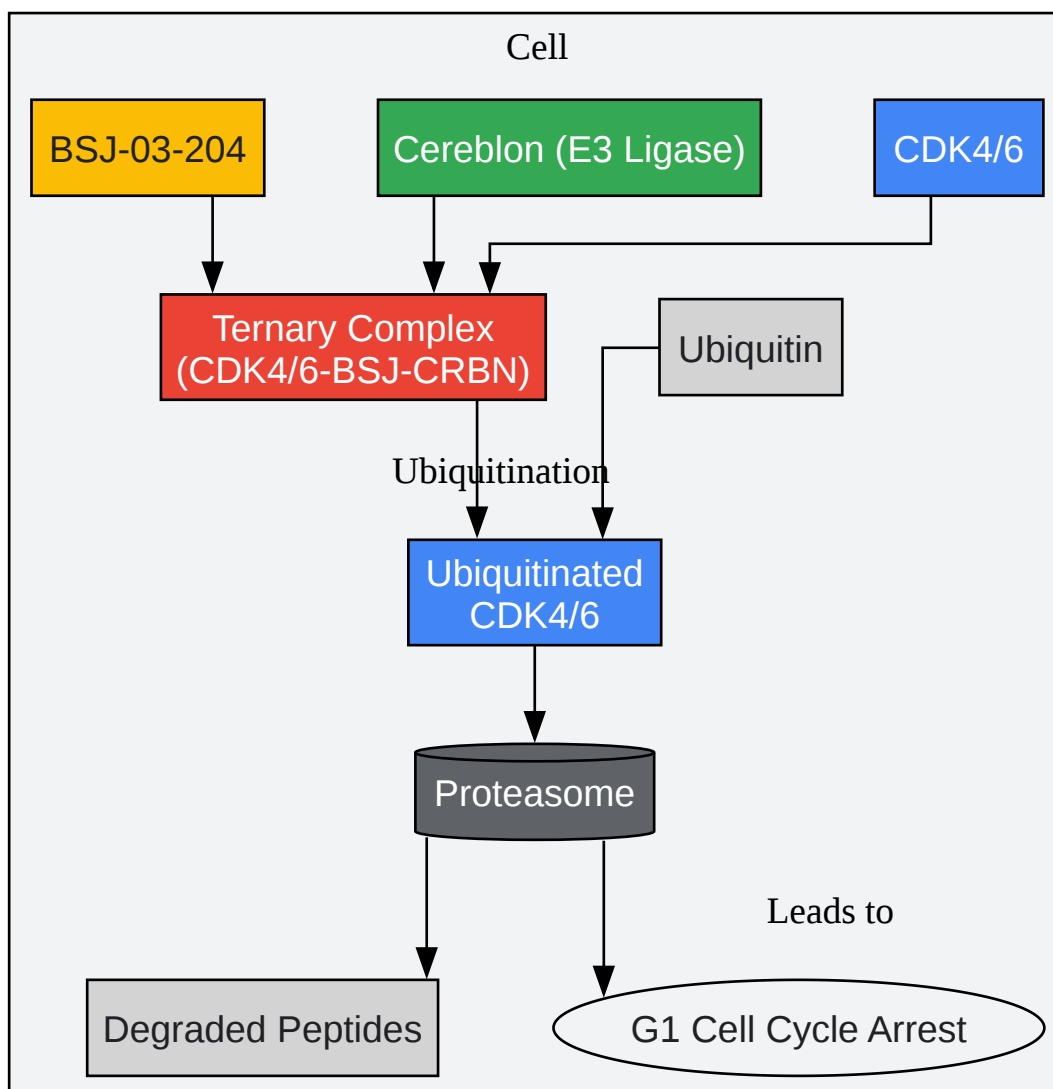 Cell
BSJ-03-204
Cereblon (E3 Ligase)
CDK4/6
Ternary Complex
(CDK4/6-BSJ-CRBN)
Ubiquitin
Ubiquitination
Ubiquitinated
CDK4/6
Proteasome
Leads to
Degraded Peptides
G1 Cell Cycle Arrest